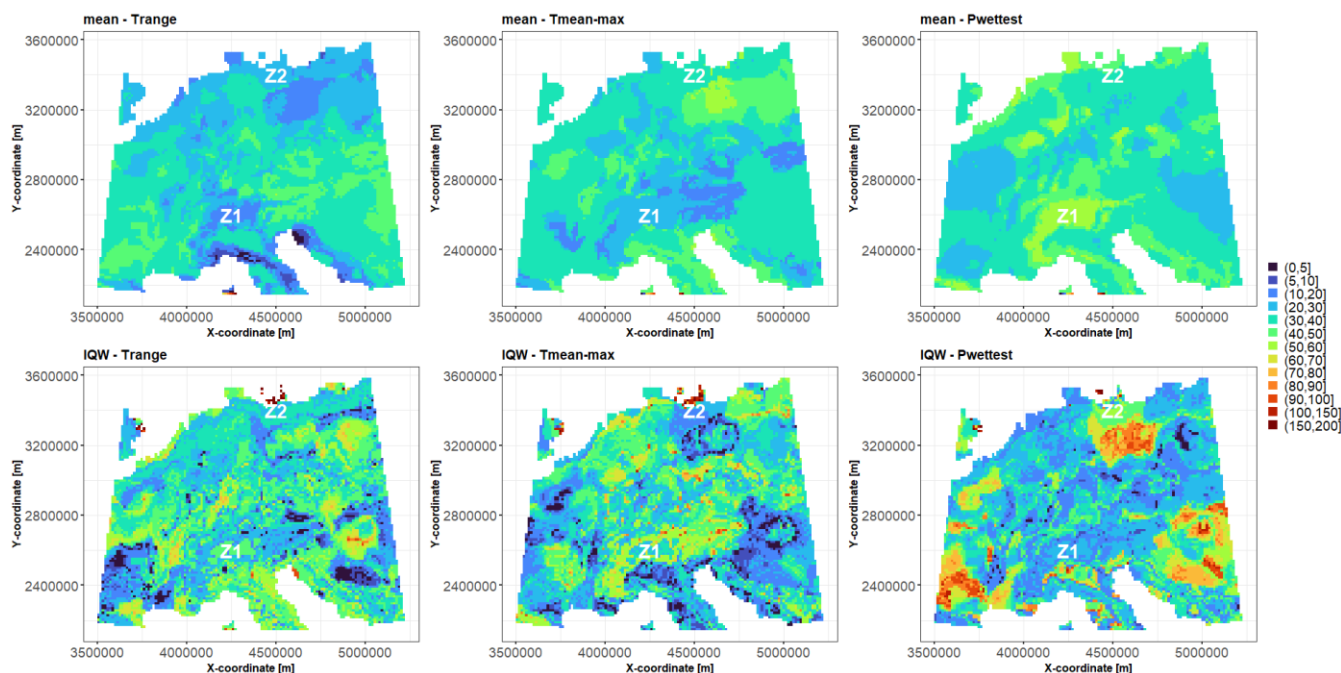 mean - Trange
mean - Tmean-max
mean - Pwettest
3600000
3200000
2800000
2400000
Y-coordinate [m]
Z2
Z1
3500000 4000000 4500000 5000000
X-coordinate [m]
3600000
3200000
2800000
2400000
Y-coordinate [m]
Z2
Z1
3500000 4000000 4500000 5000000
X-coordinate [m]
3600000
3200000
2800000
2400000
Y-coordinate [m]
Z2
Z1
3500000 4000000 4500000 5000000
X-coordinate [m]
IQW - Trange
IQW - Tmean-max
IQW - Pwettest
3600000
3200000
2800000
2400000
Y-coordinate [m]
Z2
Z1
3500000 4000000 4500000 5000000
X-coordinate [m]
3600000
3200000
2800000
2400000
Y-coordinate [m]
Z2
Z1
3500000 4000000 4500000 5000000
X-coordinate [m]
3600000
3200000
2800000
2400000
Y-coordinate [m]
Z2
Z1
3500000 4000000 4500000 5000000
X-coordinate [m]
(0,5]
(5,10]
(10,20]
(20,30]
(30,40]
(40,50]
(50,60]
(60,70]
(70,80]
(80,90]
(90,100]
(100,150]
(150,200]